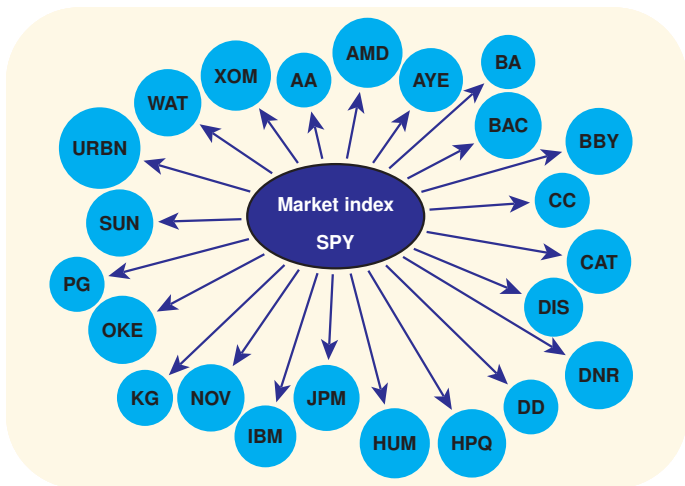 AMD
BA
XOM
AA
AYE
WAT
BAC
BBY
URBN
Market index
SPY
CC
SUN
CAT
PG
DIS
OKE
DNR
KG
NOV
JPM
DD
IBM
HUM
HPQ